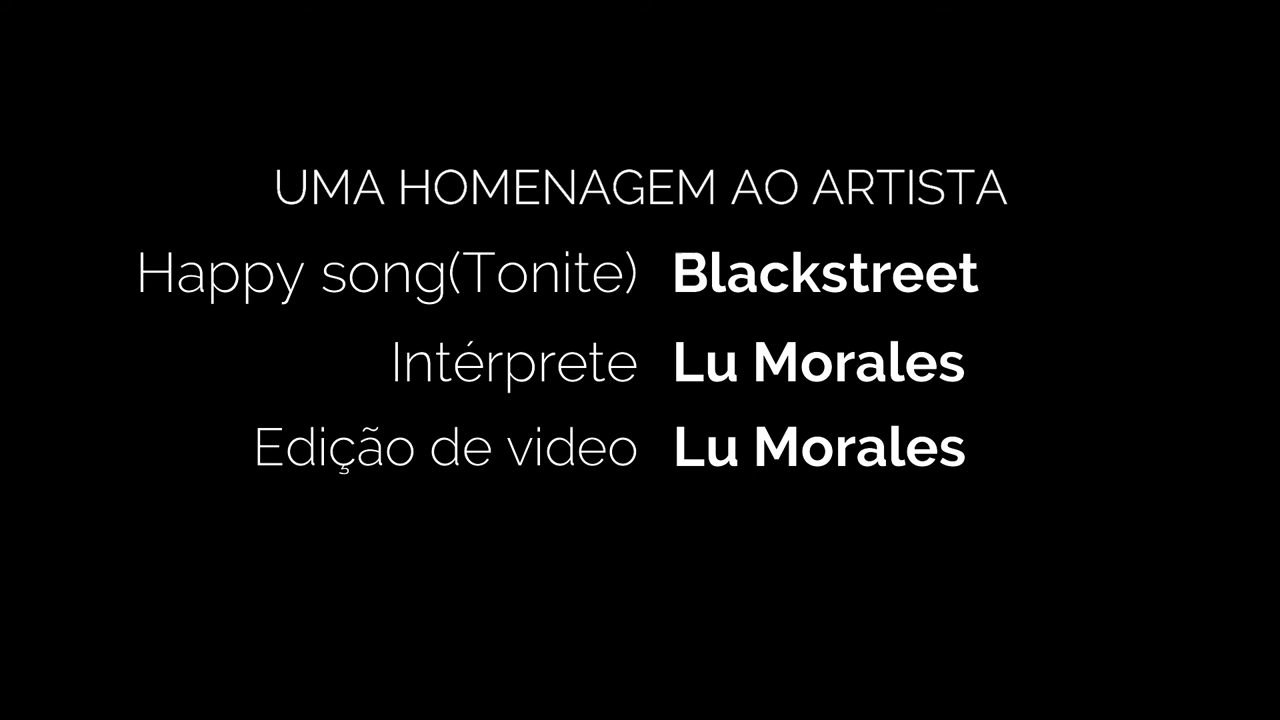 UMA HOMENAGEM AO ARTISTA
Happy song(Tonite) Blackstreet
Intérprete Lu Morales
Edição de video Lu Morales